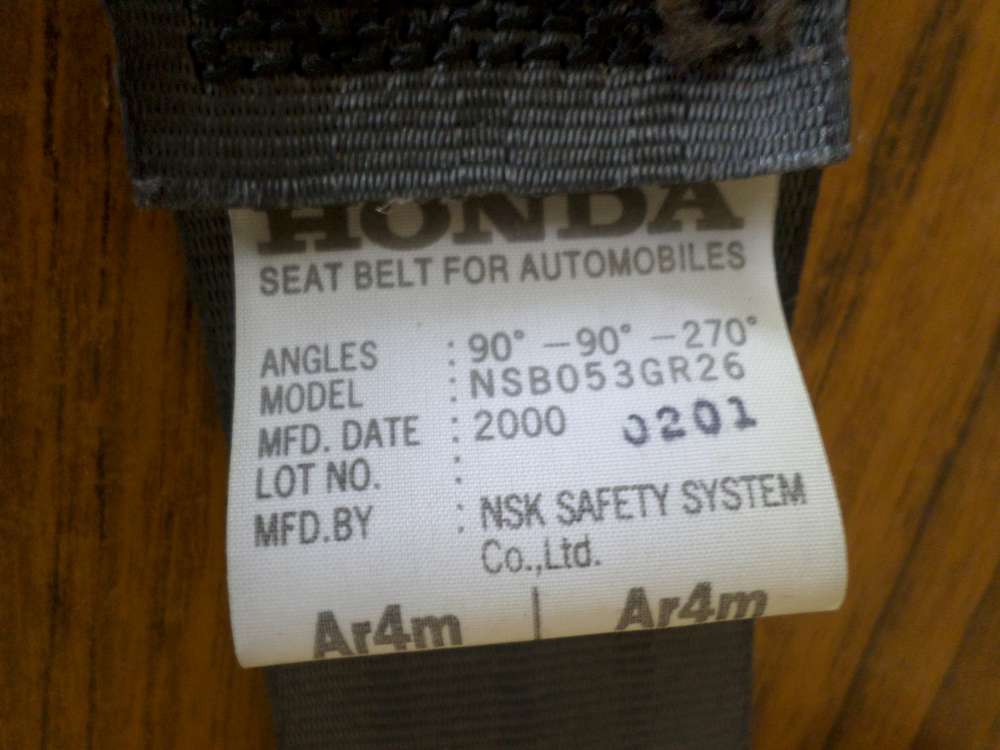 HONDA
SEAT BELT FOR AUTOMOBILES
ANGLES : 90° -90° -270°
MODEL : NSB053GR26
MFD. DATE : 2000 0201
LOT NO. :
MFD.BY : NSK SAFETY SYSTEM
Co.,Ltd.
Ar4m | Ar4m